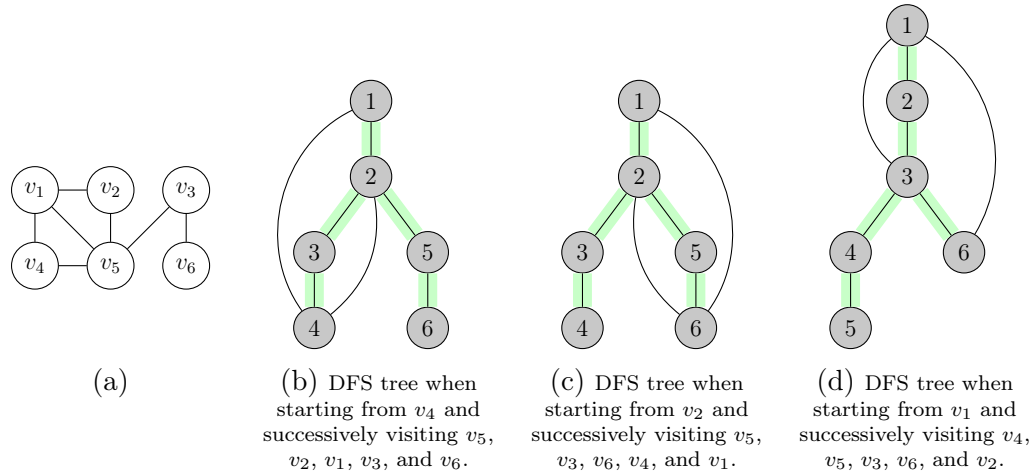 v₁ v₂ v₃
v₄ v₅ v₆
(a)
1
2
3 5
4 6
(b) DFS tree when
starting from v₄ and
successively visiting v₅,
v₂, v₁, v₃, and v₆.
1
2
3 5
4 6
(c) DFS tree when
starting from v₂ and
successively visiting v₅,
v₃, v₆, v₄, and v₁.
1
2
3
4 6
5
(d) DFS tree when
starting from v₁ and
successively visiting v₄,
v₅, v₃, v₆, and v₂.